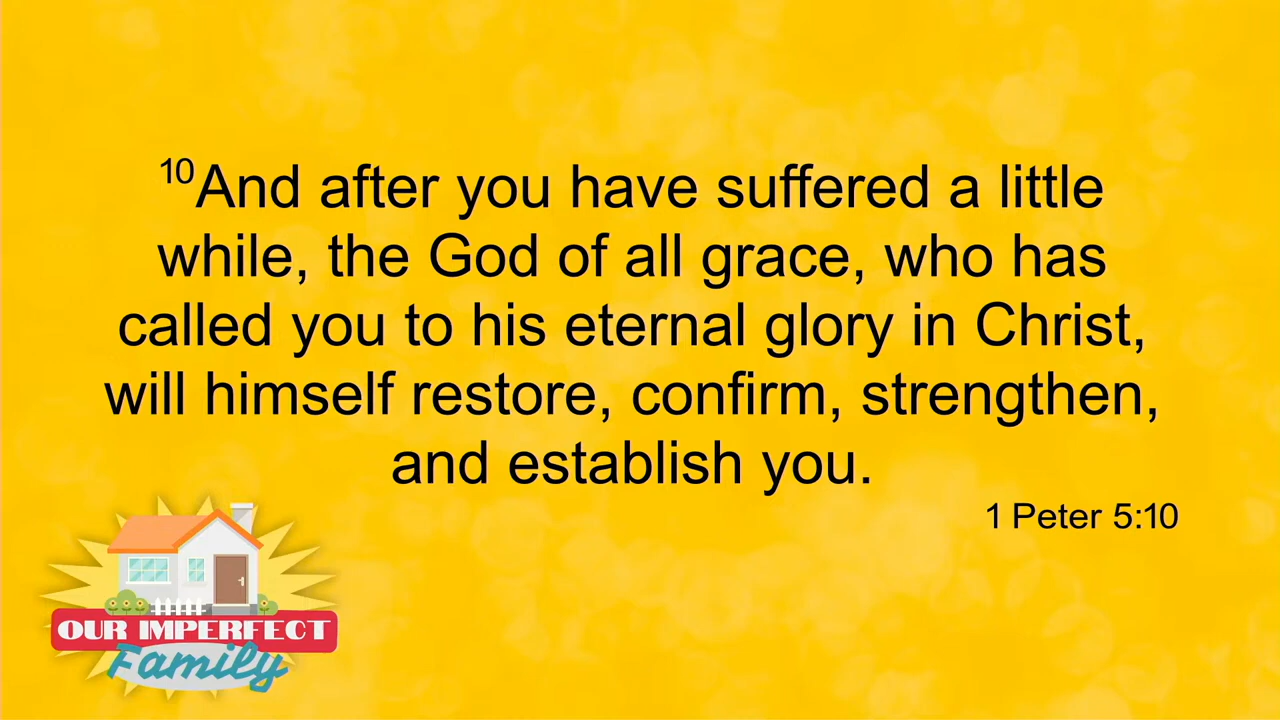 10And after you have suffered a little
while, the God of all grace, who has
called you to his eternal glory in Christ,
will himself restore, confirm, strengthen,
and establish you.
1 Peter 5:10
OUR IMPERFECT
Family